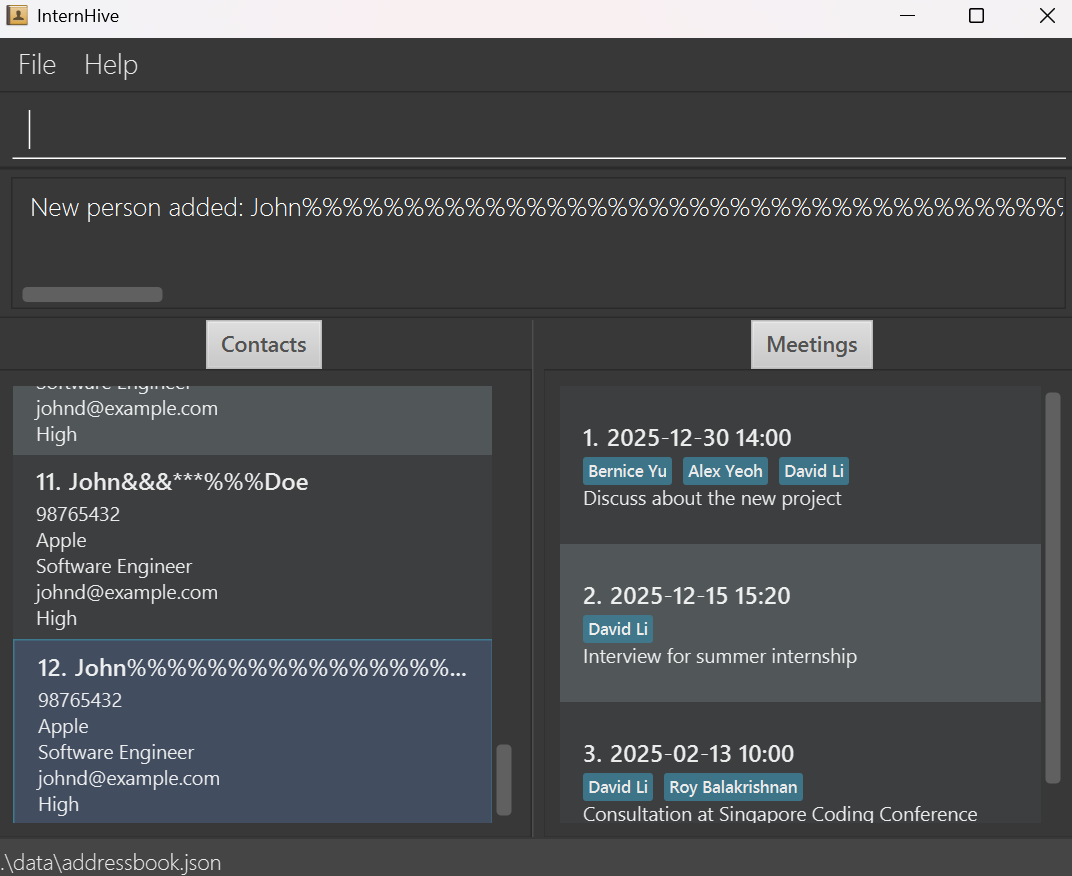 InternHive
File Help
New person added: John%%%%%%%%%%%%%%%%%%%%%%%%%%%%%%%%%%%%%%
Contacts
Meetings
Software Engineer
johnd@example.com
High
11. John&&&***%%%Doe
98765432
Apple
Software Engineer
johnd@example.com
High
12. John%%%%%%%%%%%%%%%%...
98765432
Apple
Software Engineer
johnd@example.com
High
1. 2025-12-30 14:00
Bernice Yu Alex Yeoh David Li
Discuss about the new project
2. 2025-12-15 15:20
David Li
Interview for summer internship
3. 2025-02-13 10:00
David Li Roy Balakrishnan
Consultation at Singapore Coding Conference
.\data\addressbook.json